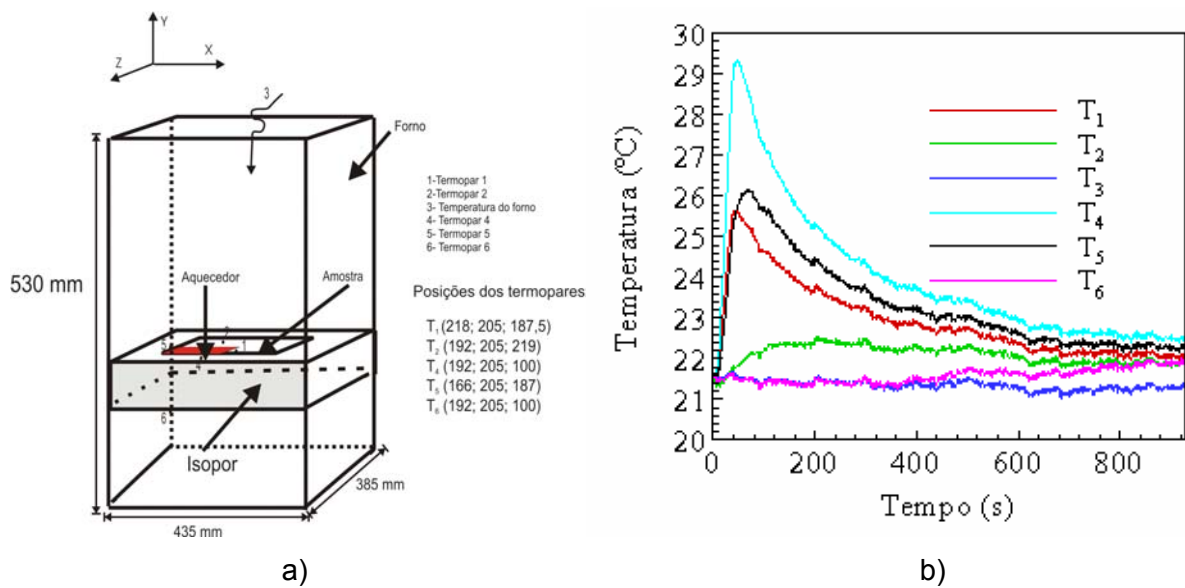 Y
X
Z
3
Forno
1-Termopar 1
2-Termopar 2
3- Temperatura do forno
4- Termopar 4
5- Termopar 5
6- Termopar 6
530 mm
Aquecedor
Amostra
Posições dos termopares
T₁ (218; 205; 187,5)
T₂ (192; 205; 219)
T₄ (192; 205; 100)
T₅ (166; 205; 187)
T₆ (192; 205; 100)
5
1
4
6
Isopor
385 mm
435 mm
a)
30
29
28
27
26
25
24
23
22
21
20
Temperatura (ºC)
T₁
T₂
T₃
T₄
T₅
T₆
0
200
400
600
800
Tempo (s)
b)